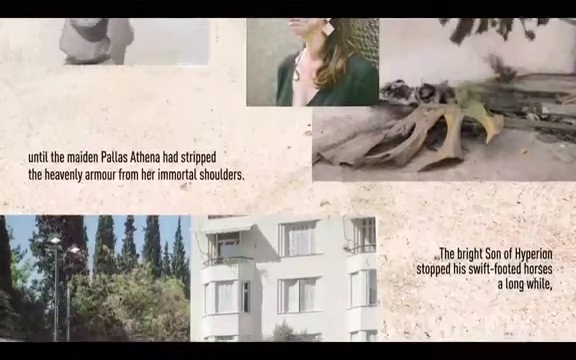 until the maiden Pallas Athena had stripped
the heavenly armour from her immortal shoulders.
...The bright Son of Hyperion
stopped his swift-footed horses
a long while,